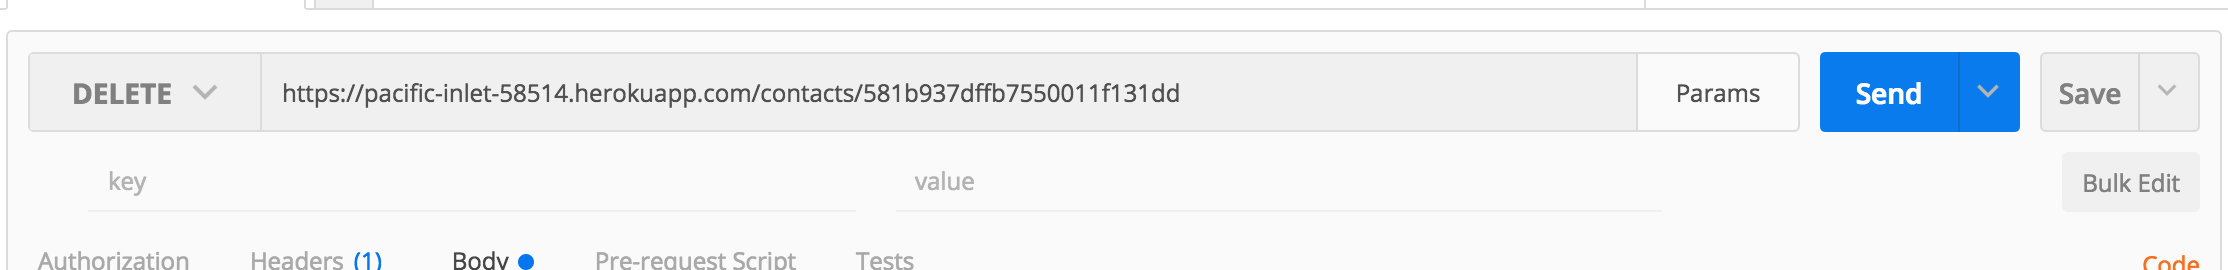 DELETE https://pacific-inlet-58514.herokuapp.com/contacts/581b937dffb7550011f131dd Params Send Save
key value Bulk Edit
Authorization Headers (1) Body Pre-request Script Tests Code